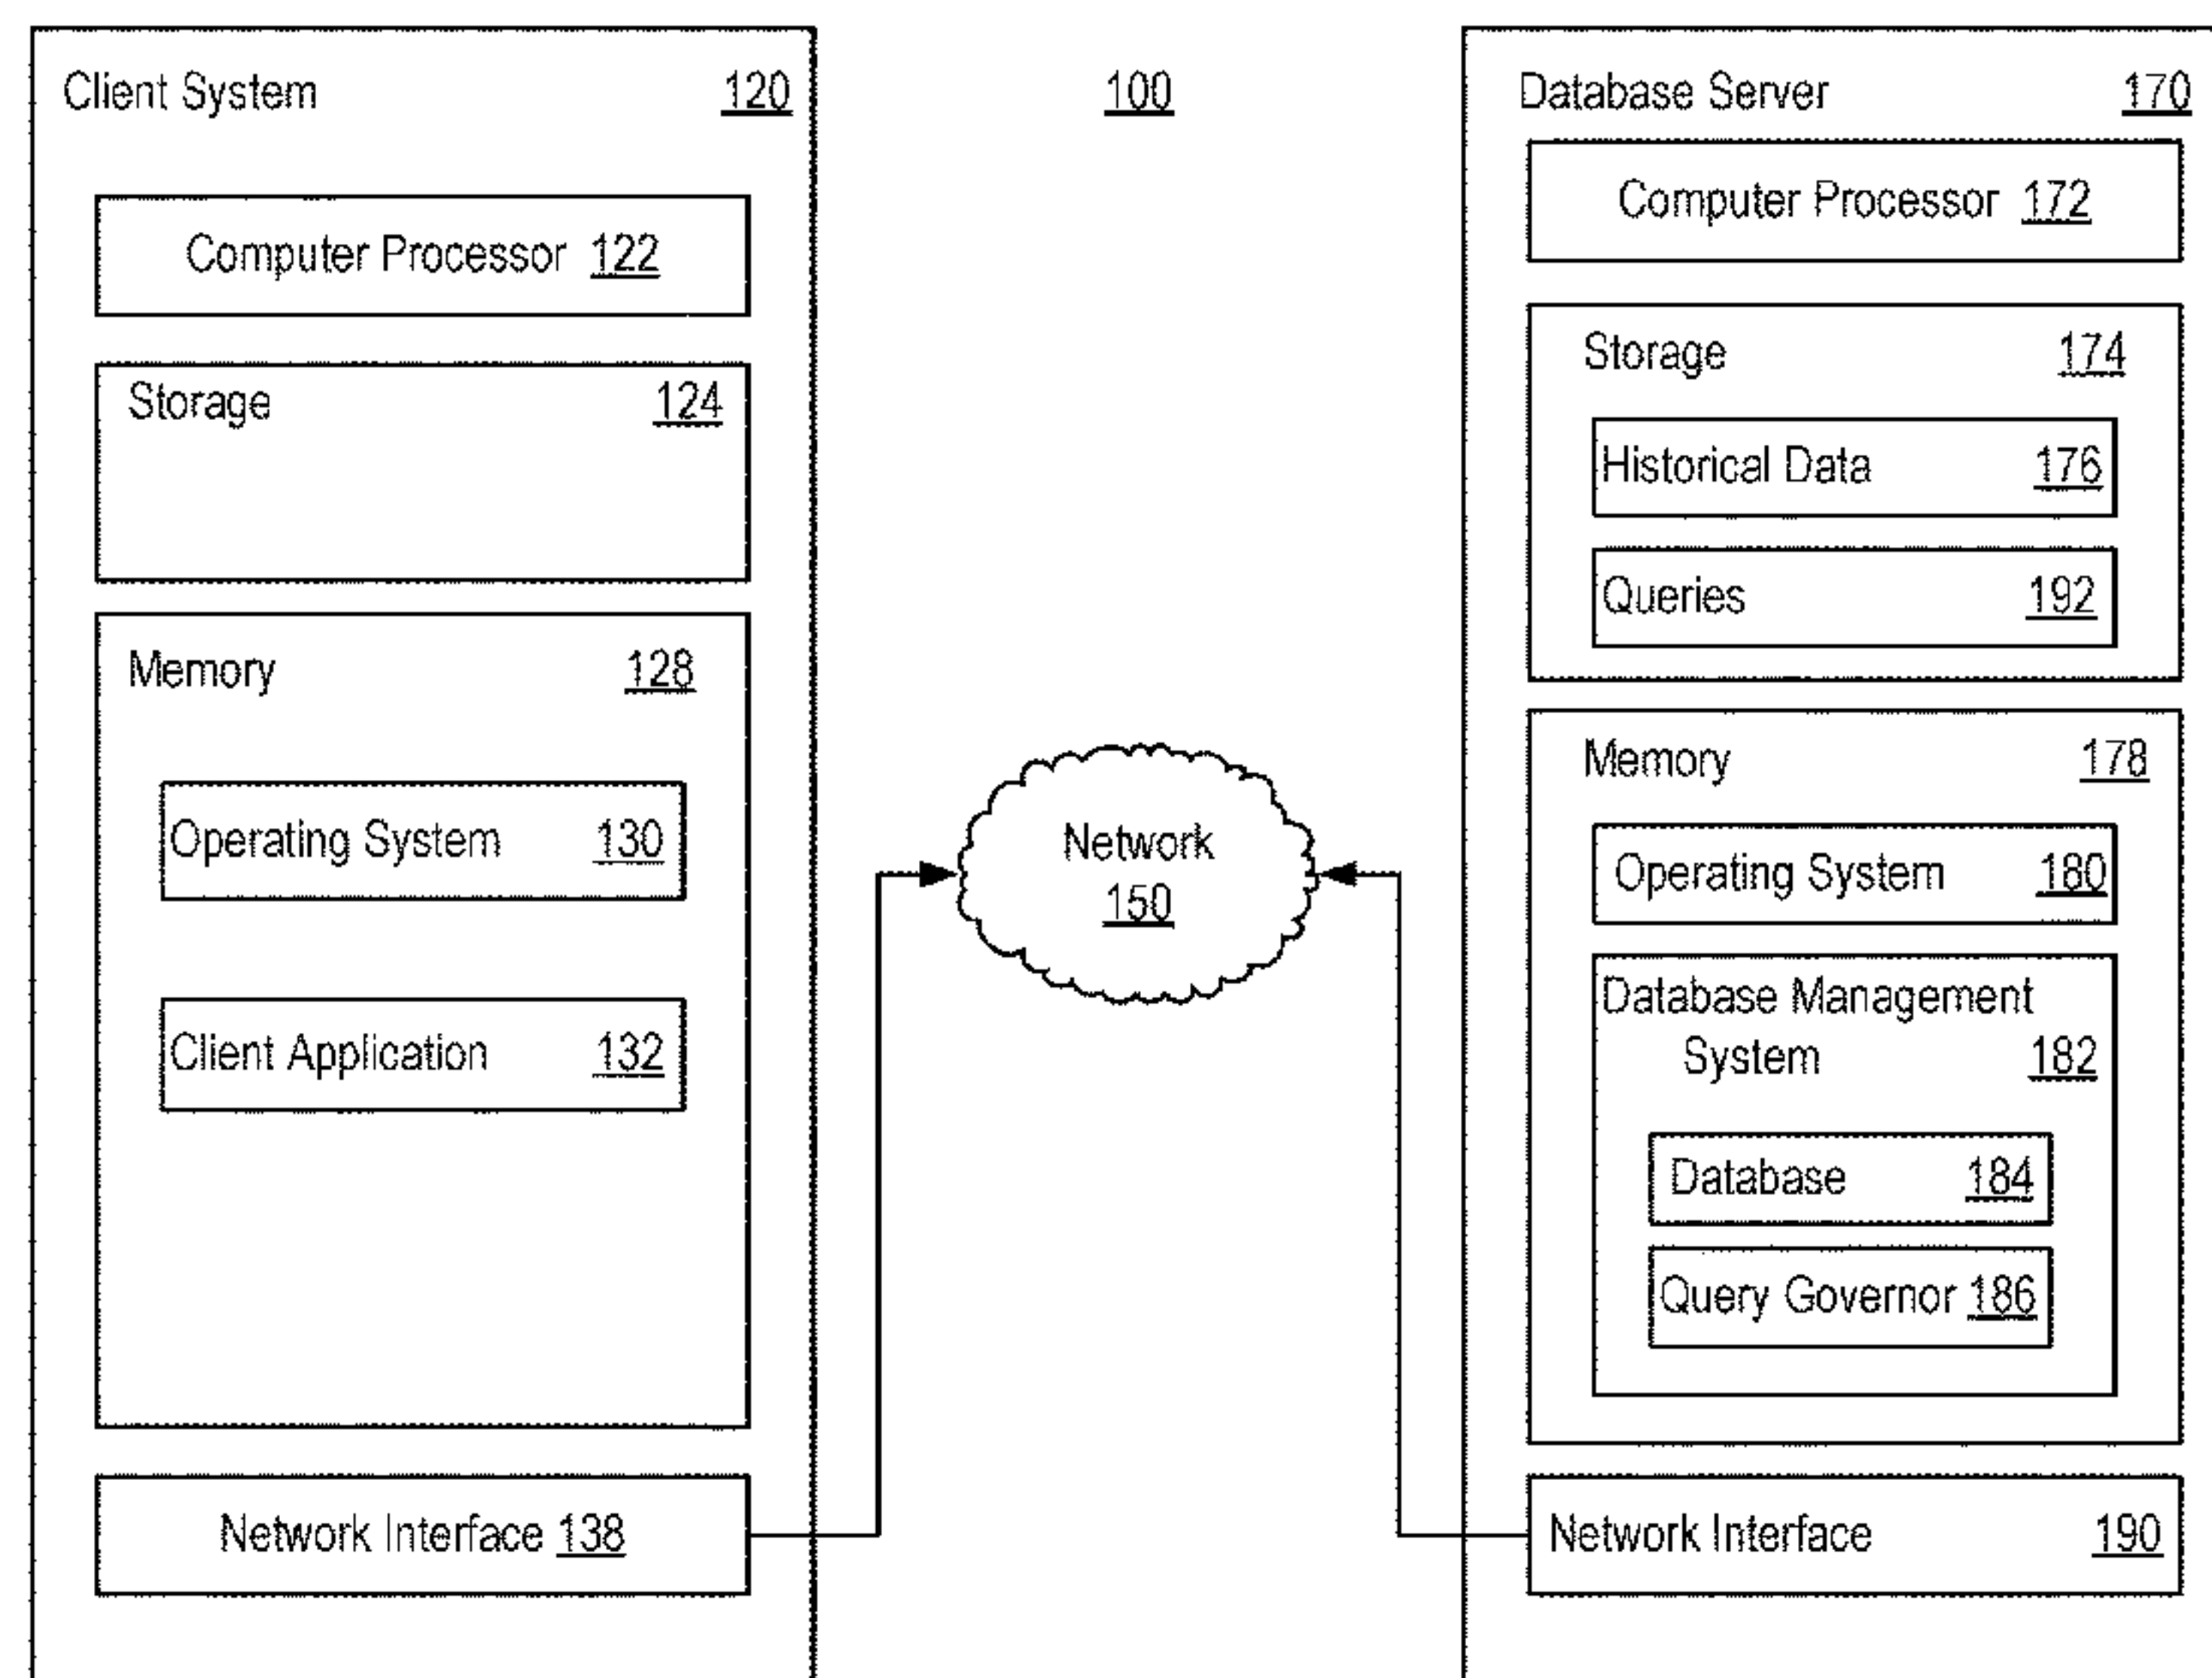 Client System 120
Computer Processor 122
Storage 124
Memory 128
Operating System 130
Client Application 132
Network Interface 138
100
Network
150
Database Server 170
Computer Processor 172
Storage 174
Historical Data 176
Queries 192
Memory 178
Operating System 180
Database Management
System 182
Database 184
Query Governor 186
Network Interface 190